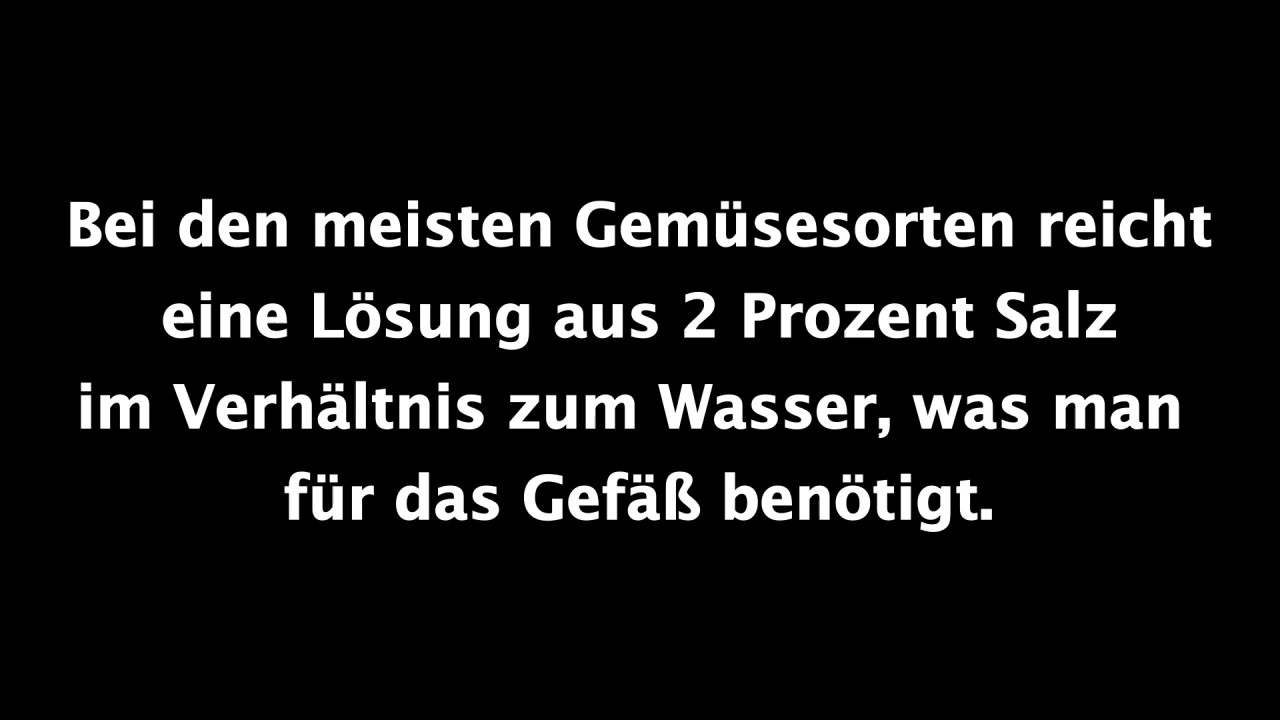 Bei den meisten Gemüsesorten reicht
eine Lösung aus 2 Prozent Salz
im Verhältnis zum Wasser, was man
für das Gefäß benötigt.